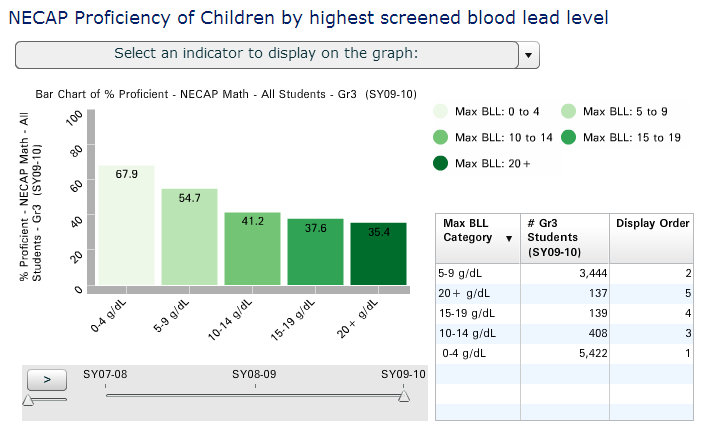 NECAP Proficiency of Children by highest screened blood lead level
Select an indicator to display on the graph:
Bar Chart of % Proficient - NECAP Math - All Students - Gr3 (SY09-10)
% Proficient - NECAP Math - All
Students - Gr3 (SY09-10)
100
80
60
40
20
0
67.9
54.7
41.2
37.6
35.4
0-4 g/dL
5-9 g/dL
10-14 g/dL
15-19 g/dL
20 + g/dL
Max BLL: 0 to 4
Max BLL: 5 to 9
Max BLL: 10 to 14
Max BLL: 15 to 19
Max BLL: 20 +
Max BLL
Category
# Gr3
Students
(SY09-10)
Display Order
5-9 g/dL 3,444 2
20+ g/dL 137 5
15-19 g/dL 139 4
10-14 g/dL 408 3
0-4 g/dL 5,422 1
>
SY07-08
SY08-09
SY09-10